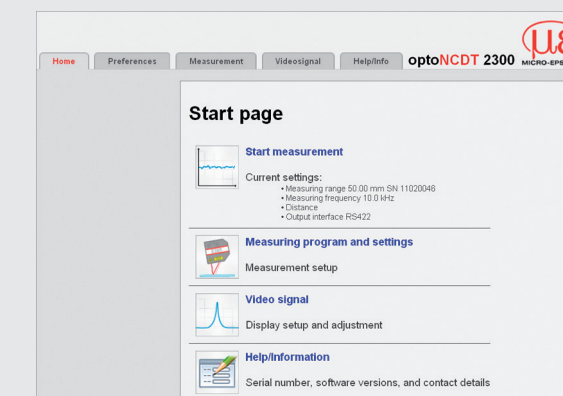 Home Preferences Measurement Videosignal Help/Info optoNCDT 2300
Start page
Start measurement
Current settings:
• Measuring range 50.00 mm SN 11020046
• Measuring frequency 10.0 kHz
• Distance
• Output interface RS422
Measuring program and settings
Measurement setup
Video signal
Display setup and adjustment
Help/Information
Serial number, software versions, and contact details